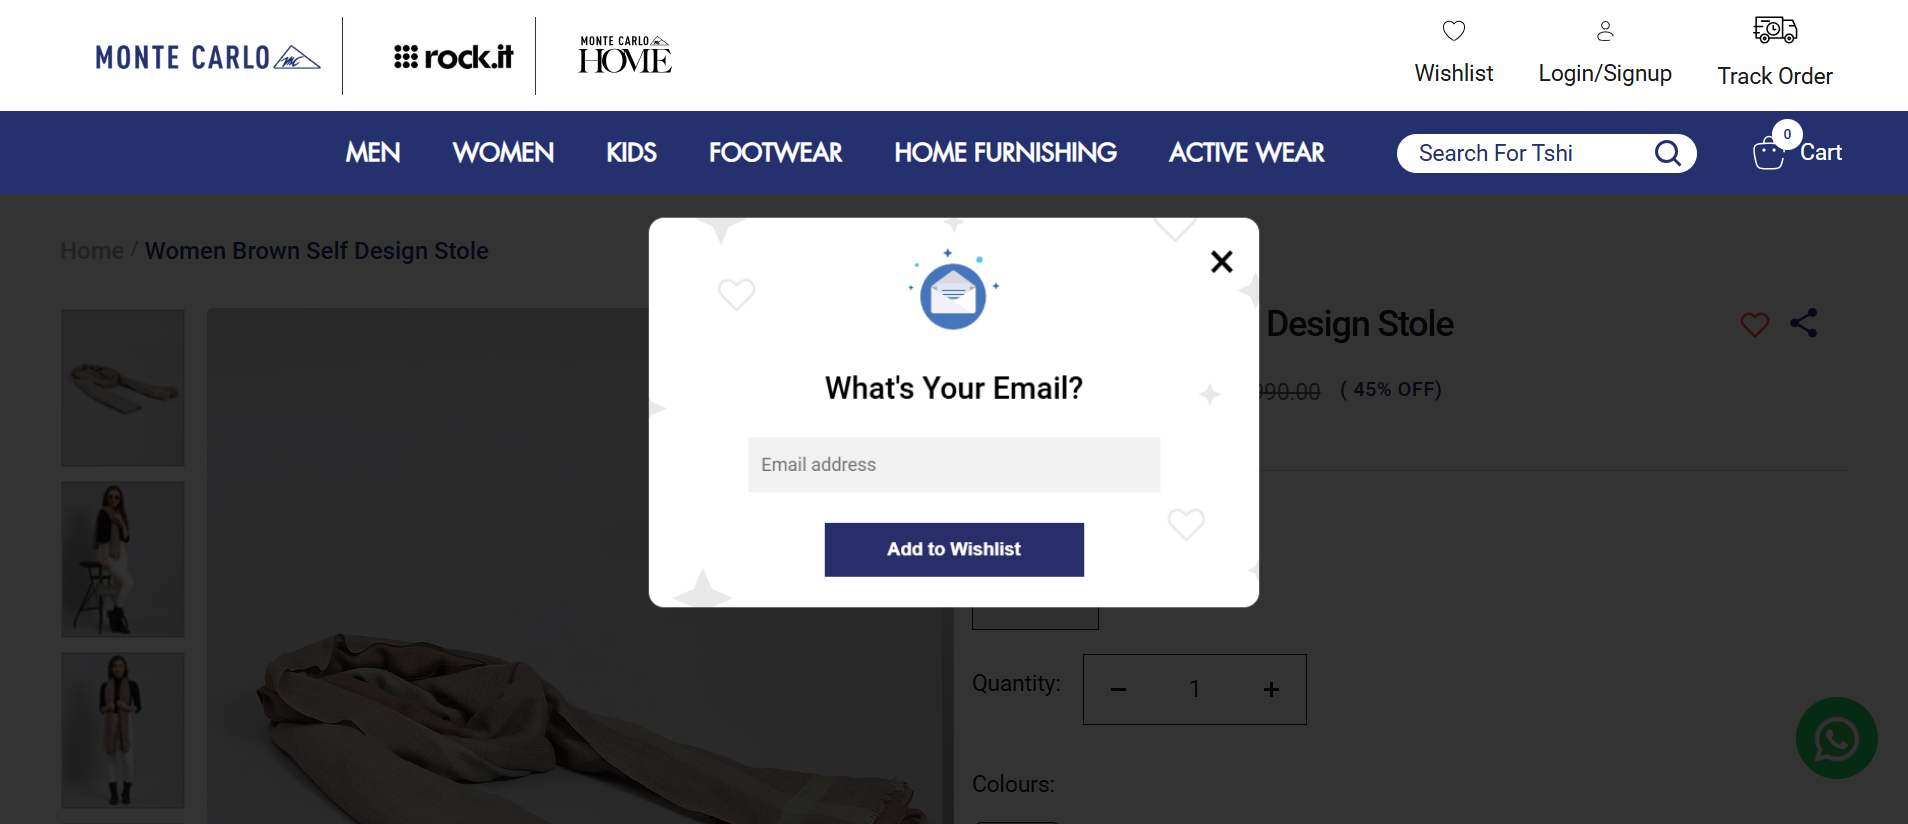 MONTE CARLO
rock.it
MONTE CARLO
HOME
Wishlist
Login/Signup
Track Order
MEN
WOMEN
KIDS
FOOTWEAR
HOME FURNISHING
ACTIVE WEAR
Search For Tshi
0
Cart
Home / Women Brown Self Design Stole
Design Stole
990.00 ( 45% OFF)
What's Your Email?
Email address
Add to Wishlist
Quantity:
− 1 +
Colours: